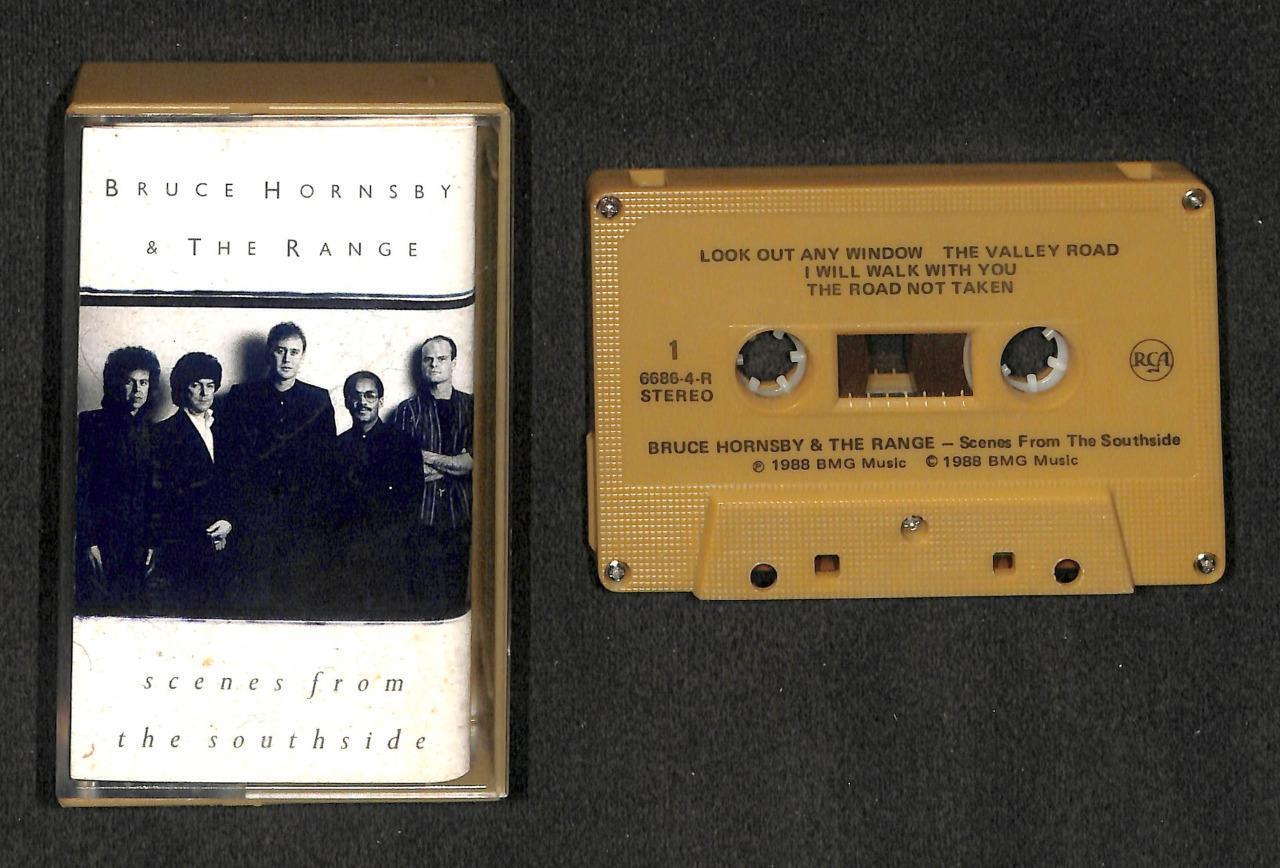 BRUCE HORNSBY
& THE RANGE
scenes from
the southside
LOOK OUT ANY WINDOW THE VALLEY ROAD
I WILL WALK WITH YOU
THE ROAD NOT TAKEN
1
6686-4-R
STEREO
RCA
BRUCE HORNSBY & THE RANGE – Scenes From The Southside
℗ 1988 BMG Music © 1988 BMG Music